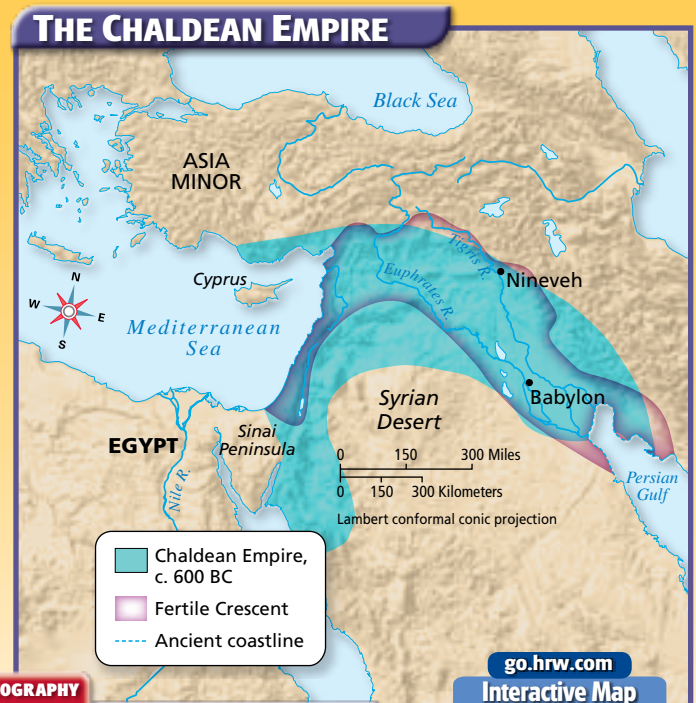 THE CHALDEAN EMPIRE
Black Sea
ASIA
MINOR
Tigris R.
Nineveh
Cyprus
Euphrates R.
N
W
E
S
Mediterranean
Sea
Babylon
Syrian
Desert
EGYPT
Sinai
Peninsula
0 150 300 Miles
0 150 300 Kilometers
Lambert conformal conic projection
Nile R.
Persian
Gulf
Chaldean Empire,
c. 600 BC
Fertile Crescent
Ancient coastline
go.hrw.com
Interactive Map
OGRAPHY